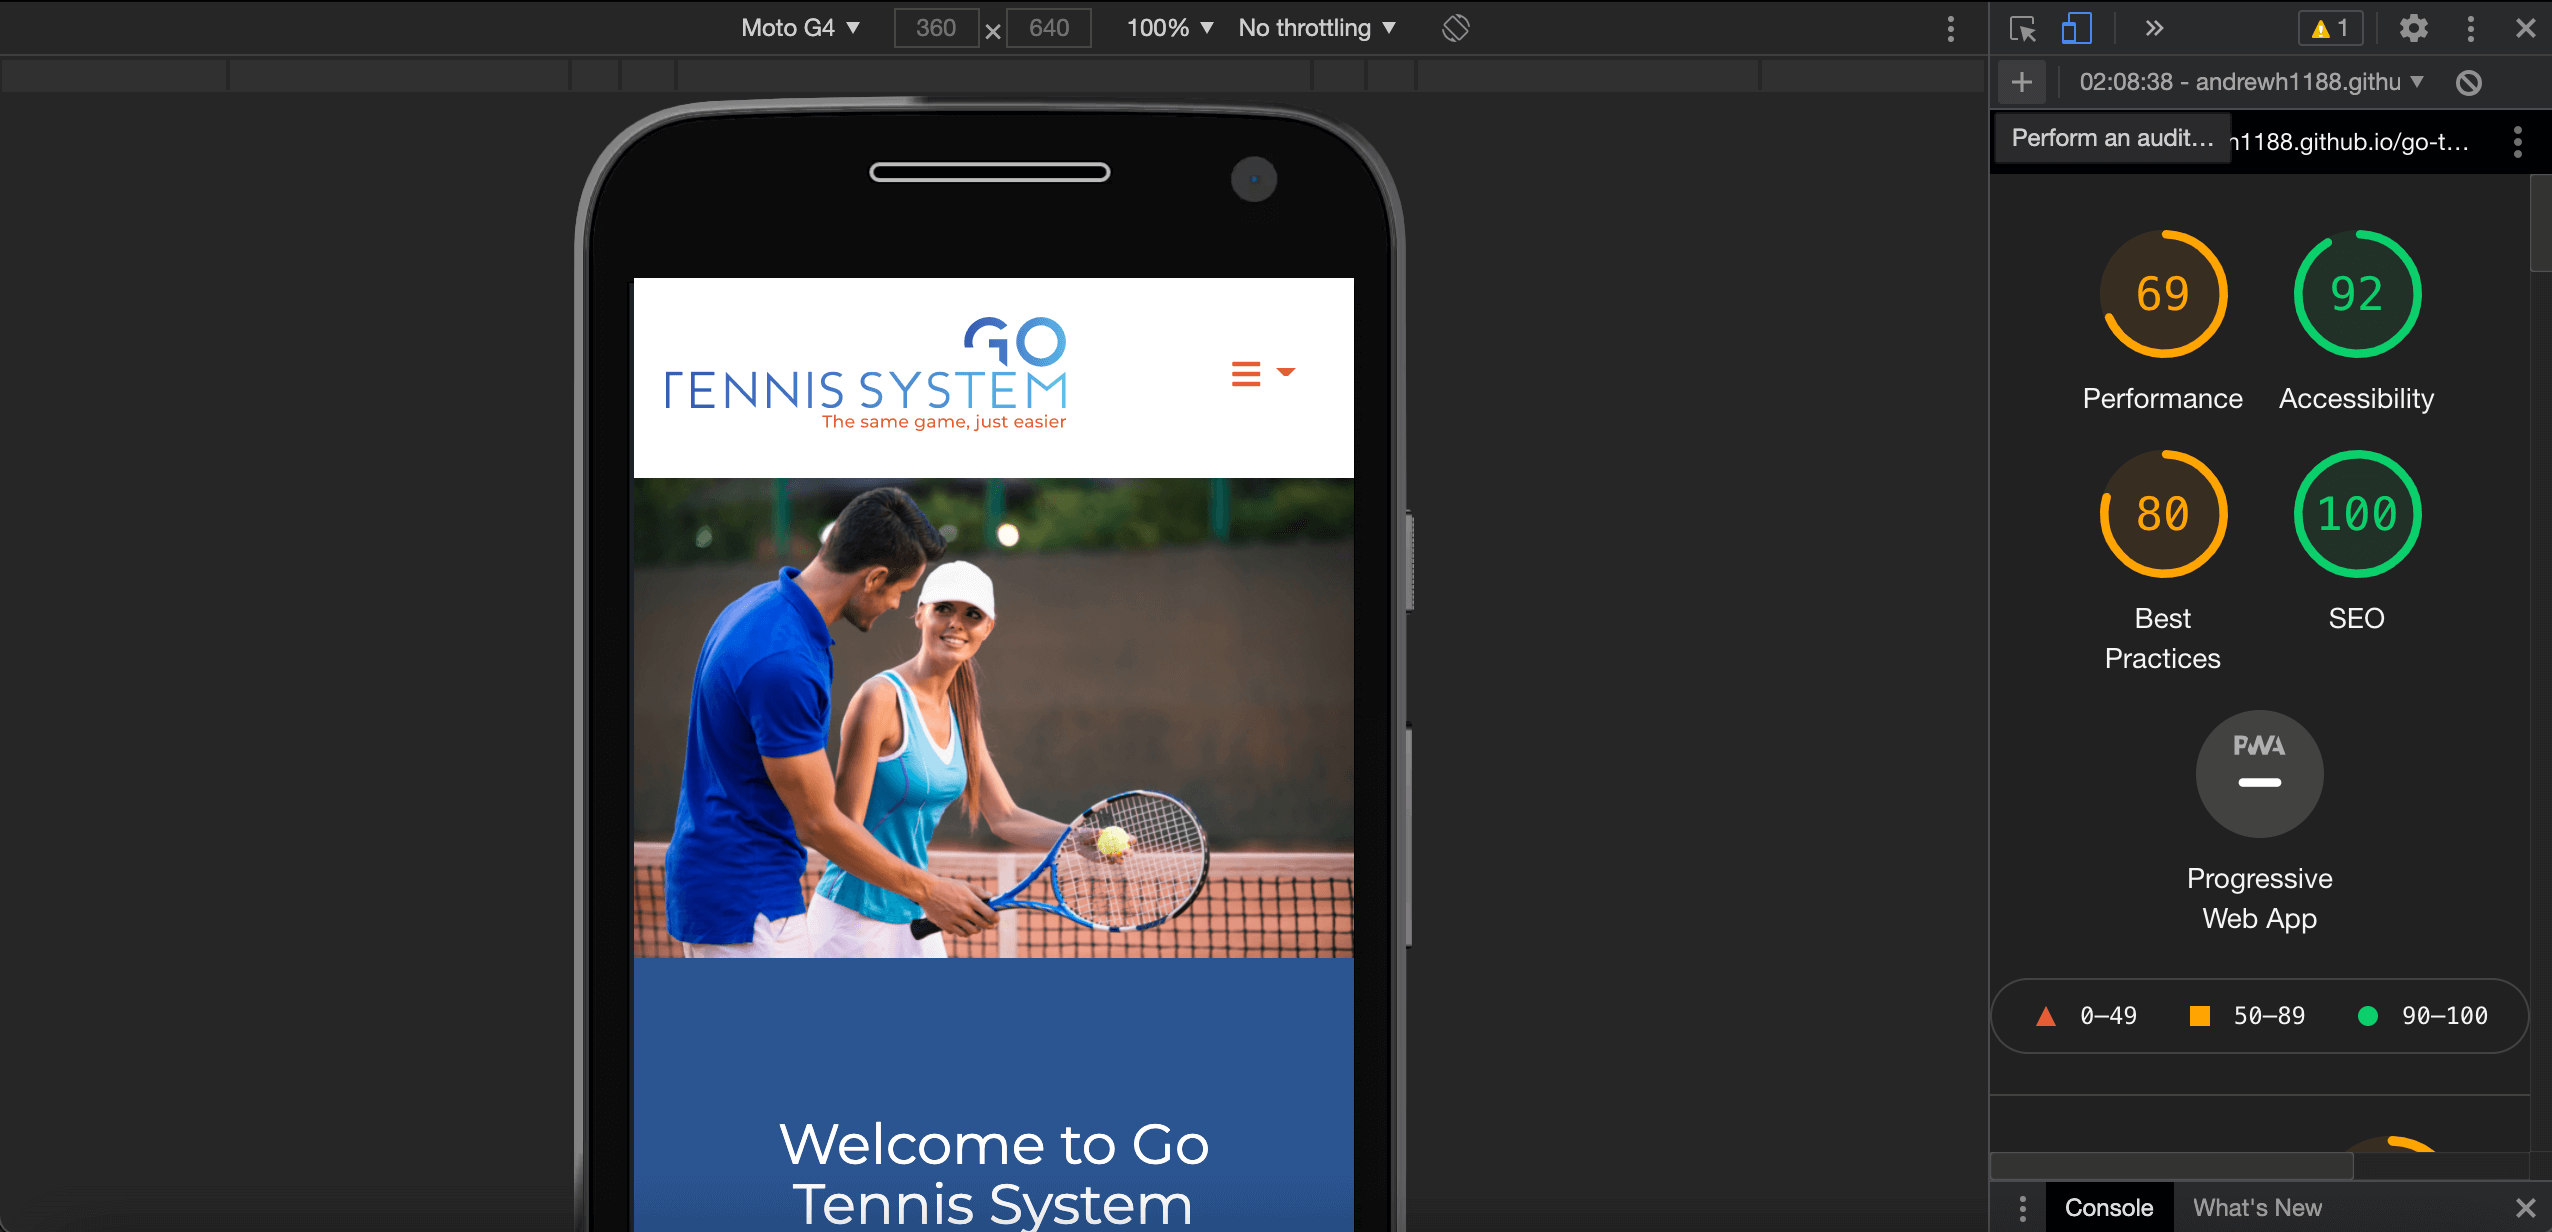 Moto G4 360 × 640 100% No throttling
1
02:08:38 - andrewh1188.githu
Perform an audit… h1188.github.io/go-t…
GO
TENNIS SYSTEM
The same game, just easier
69 92
Performance Accessibility
80 100
Best
Practices
SEO
PWA
Progressive
Web App
0–49 50–89 90–100
Welcome to Go
Tennis System
Console What's New